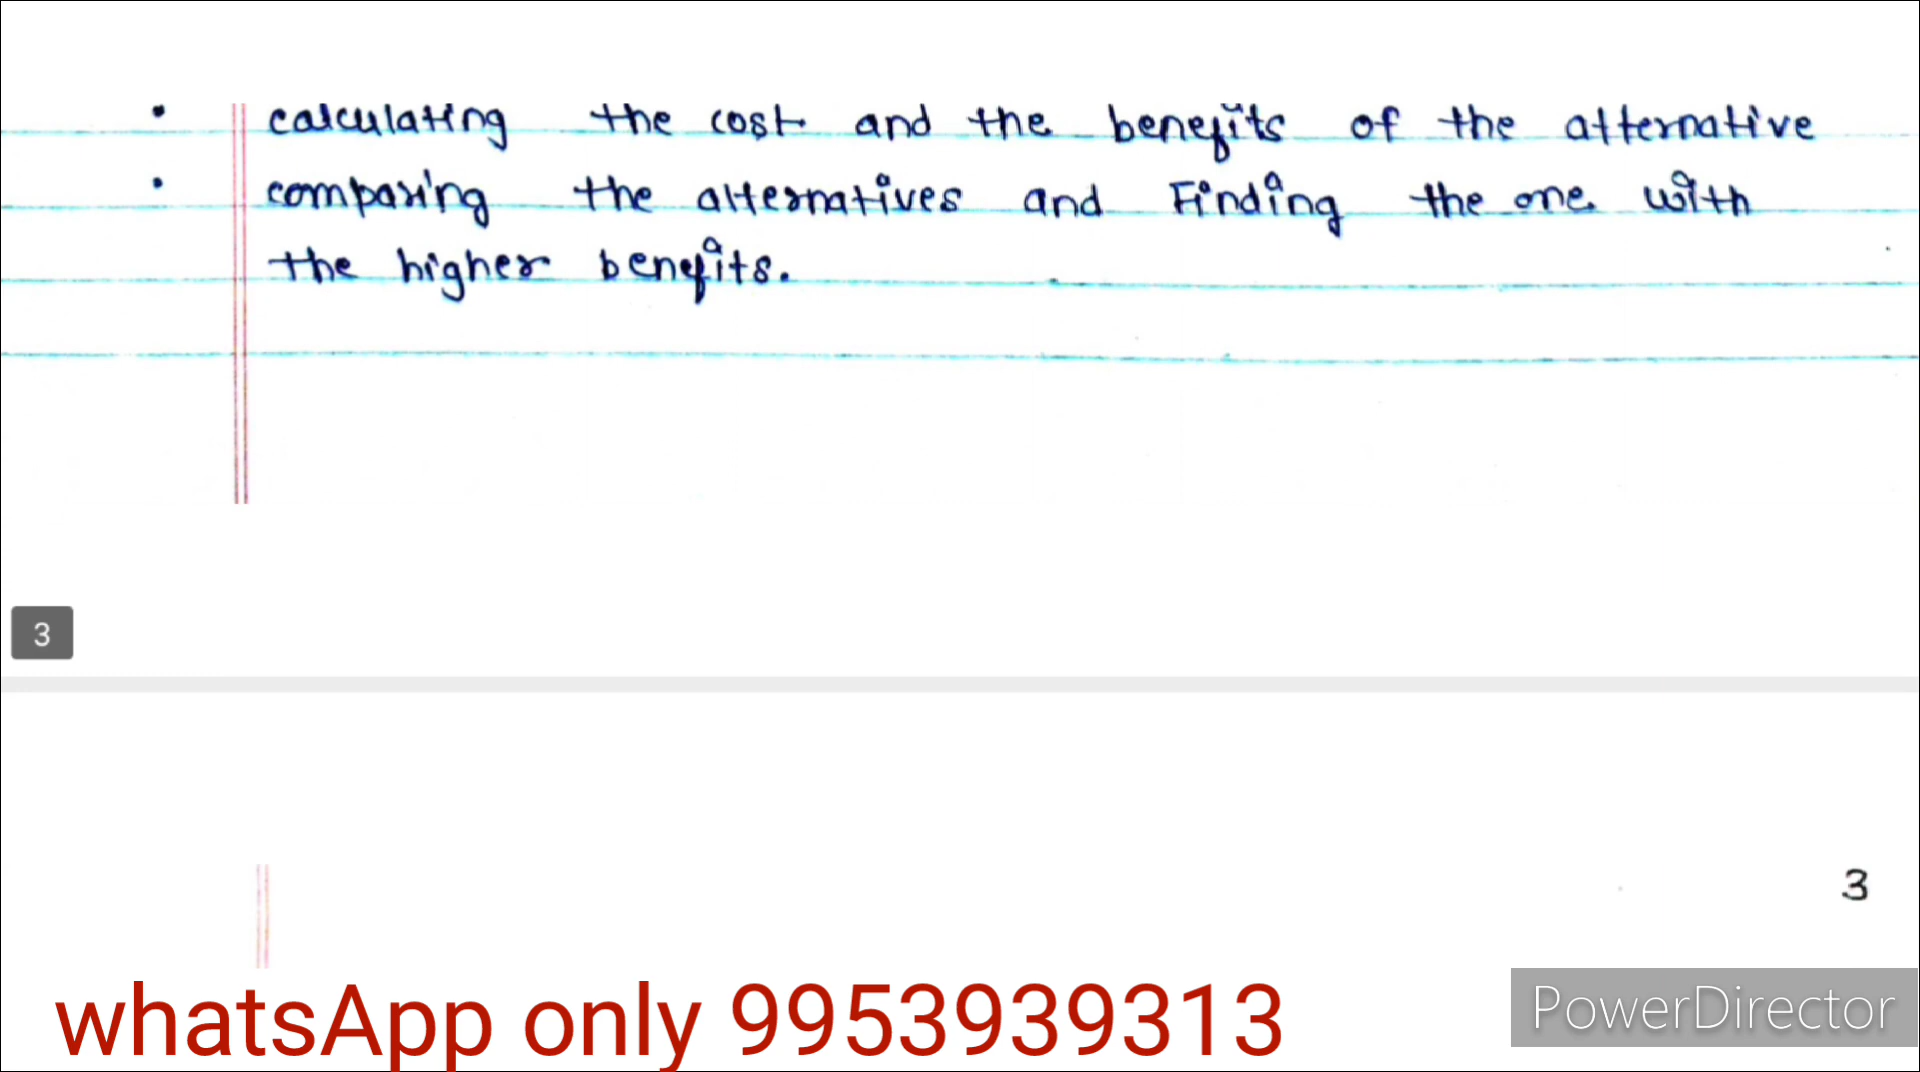 • calculating the cost and the benefits of the alternative
• comparing the alternatives and Finding the one with
the higher benefits.
3
3
whatsApp only 9953939313
PowerDirector